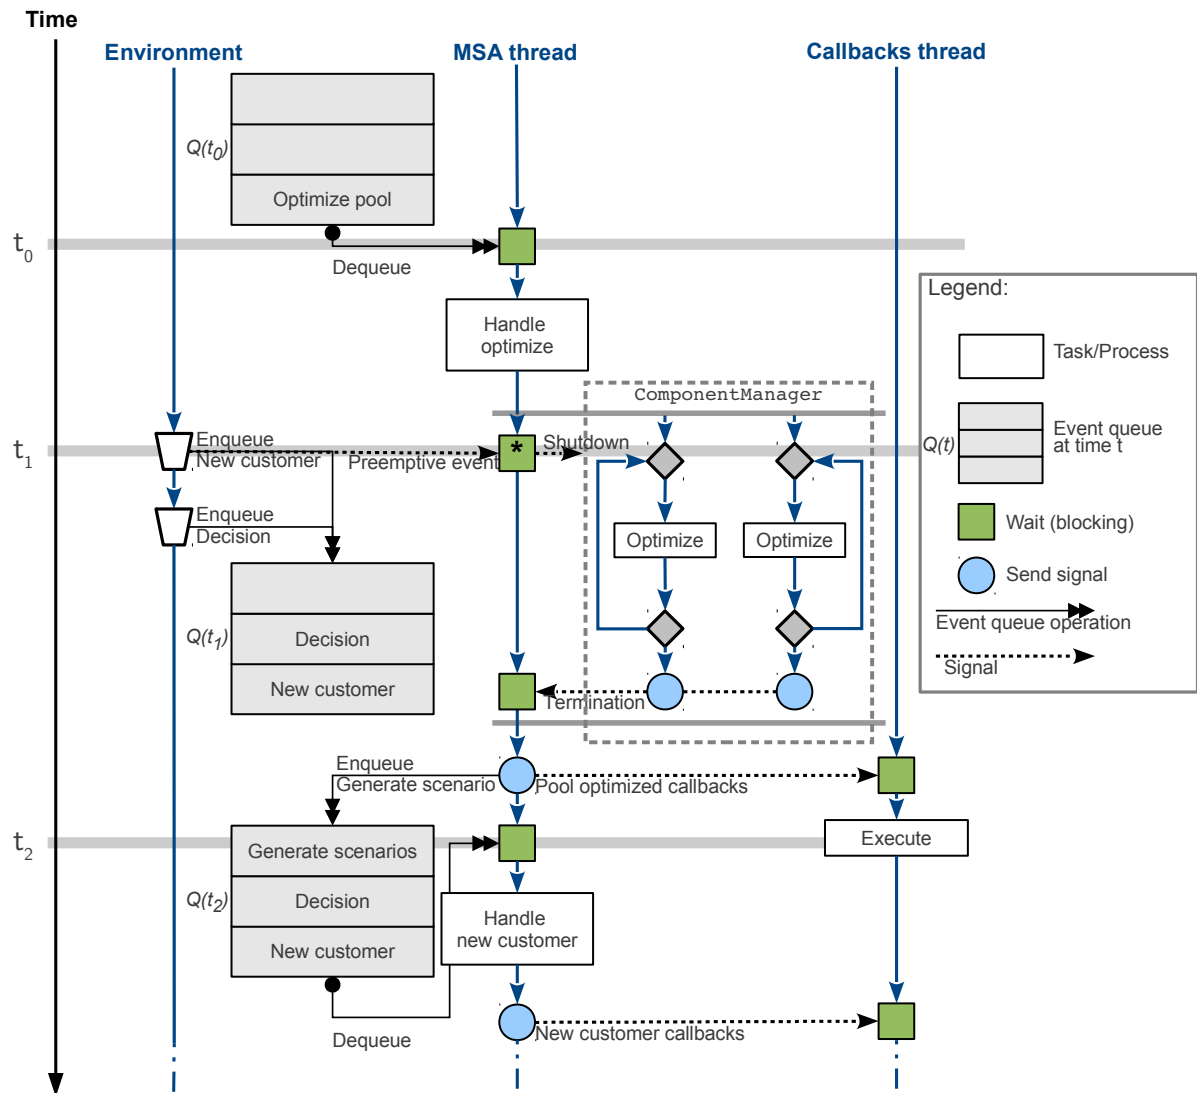 Time
Environment
MSA thread
Callbacks thread
Q(t0)
Optimize pool
t0
Dequeue
Legend:
Handle
optimize
Task/Process
ComponentManager
Q(t)
Event queue
at time t
Enqueue
New customer
t1
Preemptive event
*
Shutdown
Enqueue
Decision
Optimize
Optimize
Wait (blocking)
Send signal
Event queue operation
Signal
Q(t1)
Decision
New customer
Termination
Enqueue
Generate scenario
Pool optimized callbacks
t2
Generate scenarios
Execute
Q(t2)
Decision
New customer
Handle
new customer
Dequeue
New customer callbacks